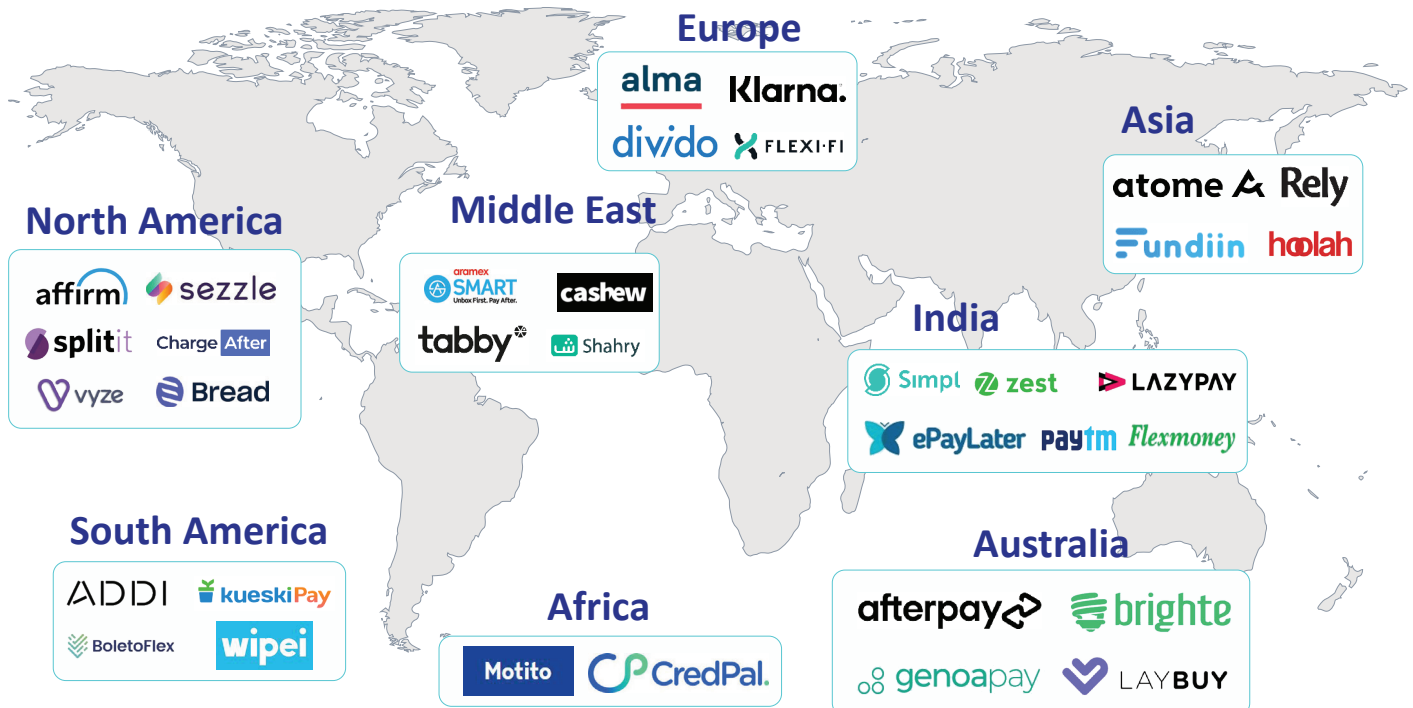 Europe
alma Klarna.
divido FLEXI·FI
Asia
atome A Rely
Fundiin hoolah
North America
affirm sezzle
splitit Charge After
vyze Bread
Middle East
aramex
SMART
Unbox First. Pay After.
cashew
tabby ش Shahry
India
Simpl zest LAZYPAY
ePayLater paytm Flexmoney
South America
ADDI kueskiPay
BoletoFlex wipei
Africa
Motito CredPal.
Australia
afterpay brighte
genoapay LAYBUY